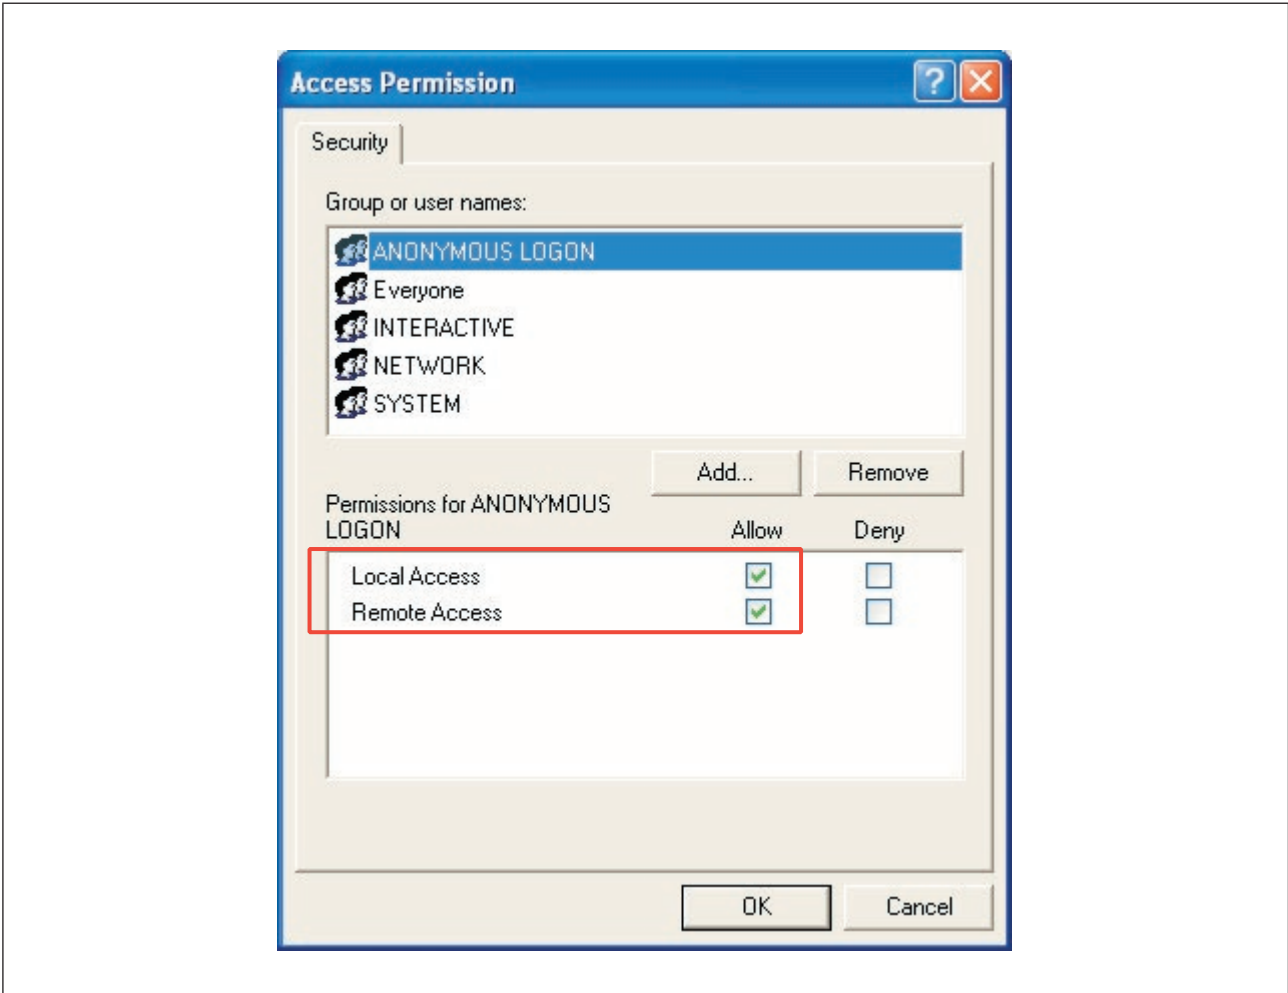 Access Permission
Security
Group or user names:
ANONYMOUS LOGON
Everyone
INTERACTIVE
NETWORK
SYSTEM
Add... Remove
Permissions for ANONYMOUS
LOGON Allow Deny
Local Access
Remote Access
OK Cancel